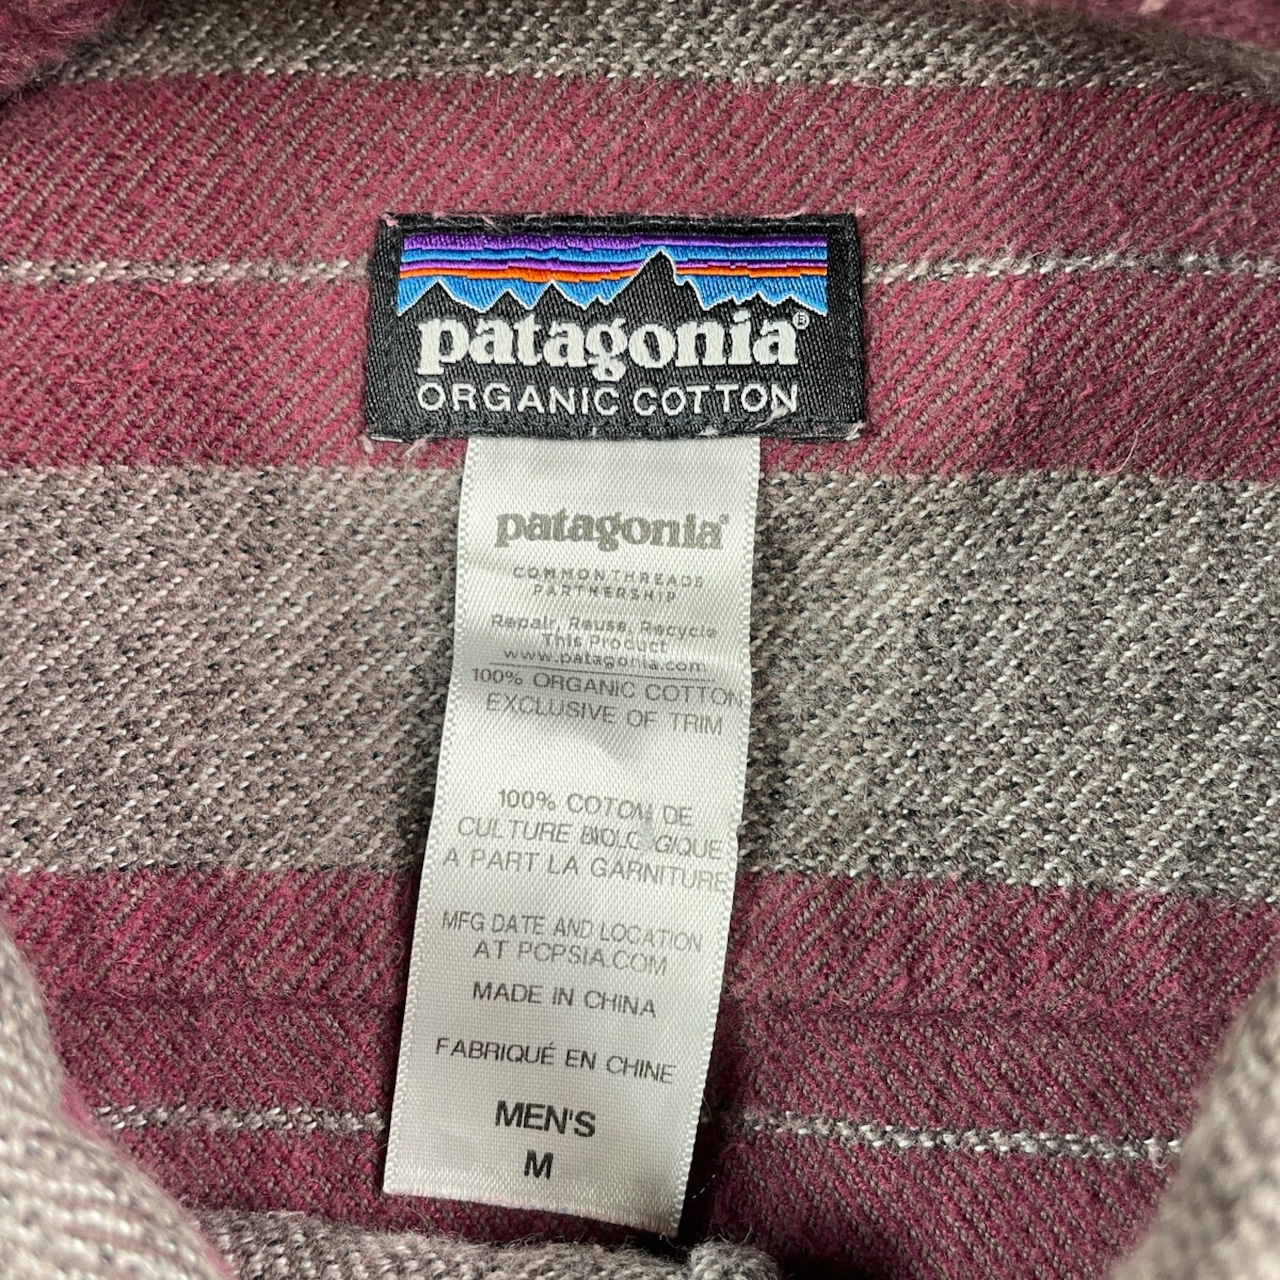 patagonia®
ORGANIC COTTON
patagonia®
COMMON THREADS
PARTNERSHIP
Repair, Reuse, Recycle
This Product
www.patagonia.com
100% ORGANIC COTTON
EXCLUSIVE OF TRIM
100% COTON DE
CULTURE BIOLOGIQUE
A PART LA GARNITURE
MFG DATE AND LOCATION
AT PCPSIA.COM
MADE IN CHINA
FABRIQUÉ EN CHINE
MEN'S
M